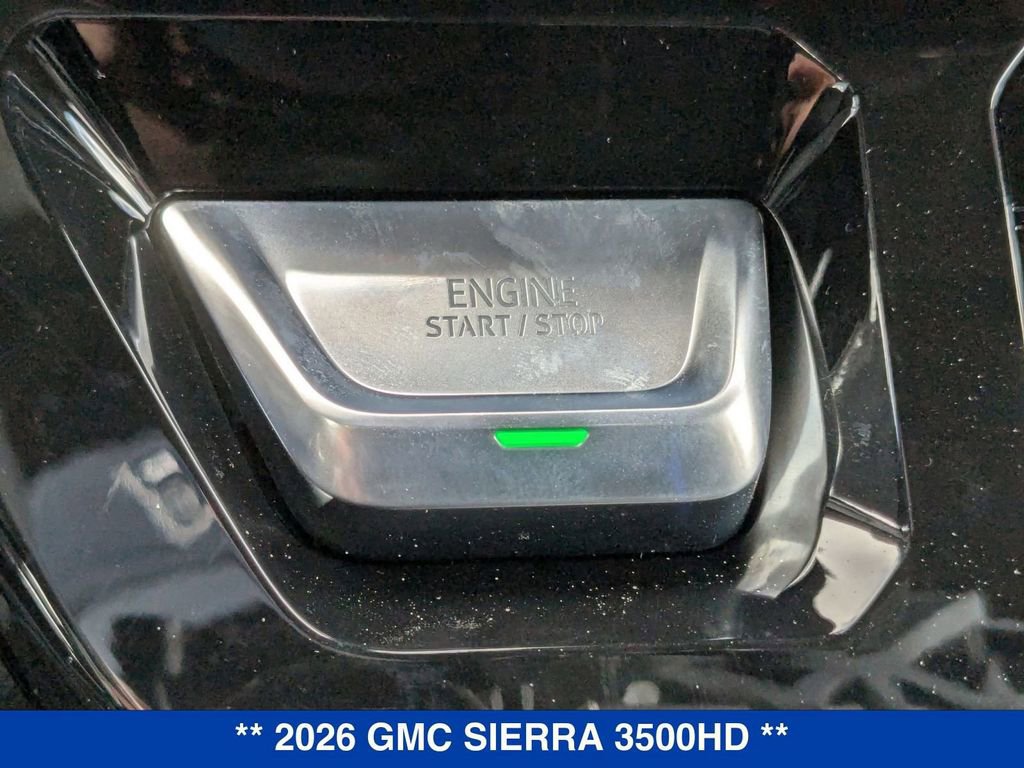 ENGINE
START / STOP
** 2026 GMC SIERRA 3500HD **